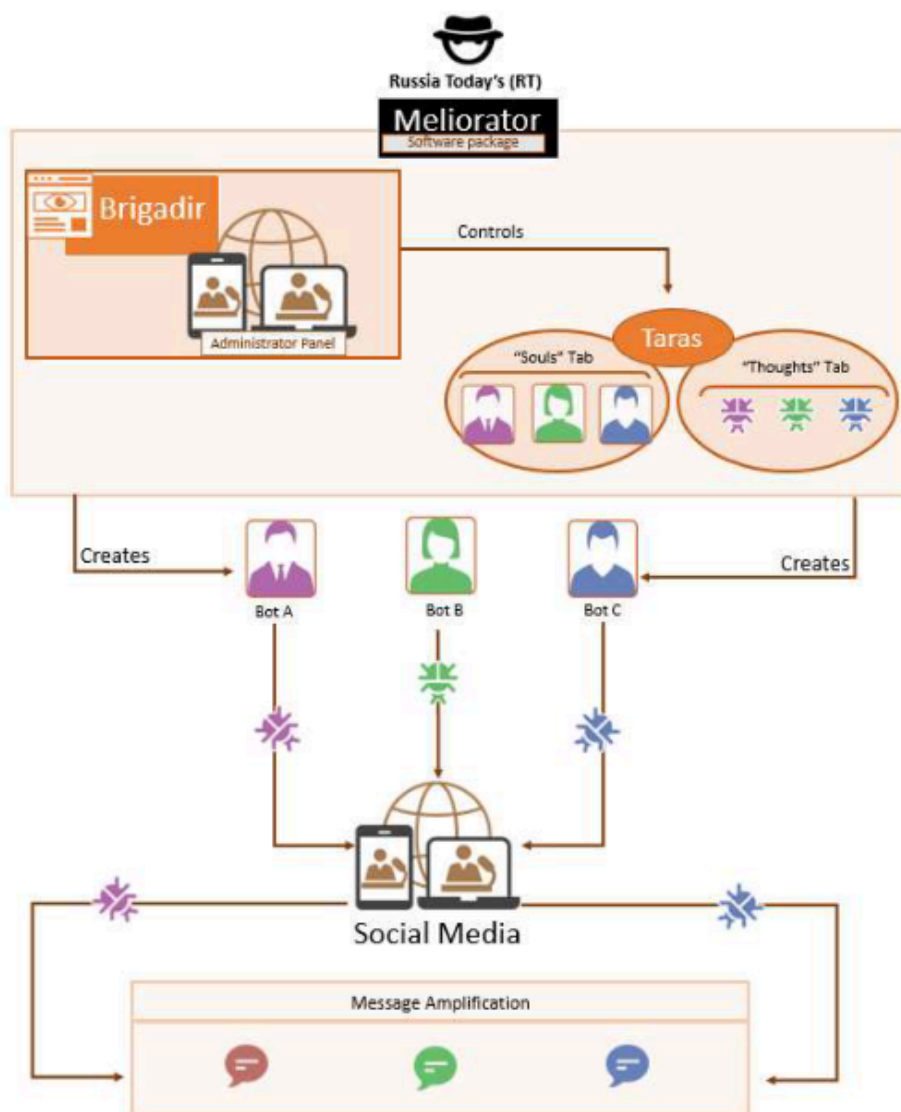 Russia Today's (RT)
Meliorator
Software package
Brigadir
Administrator Panel
Controls
Taras
"Souls" Tab
"Thoughts" Tab
Creates
Creates
Bot A
Bot B
Bot C
Social Media
Message Amplification